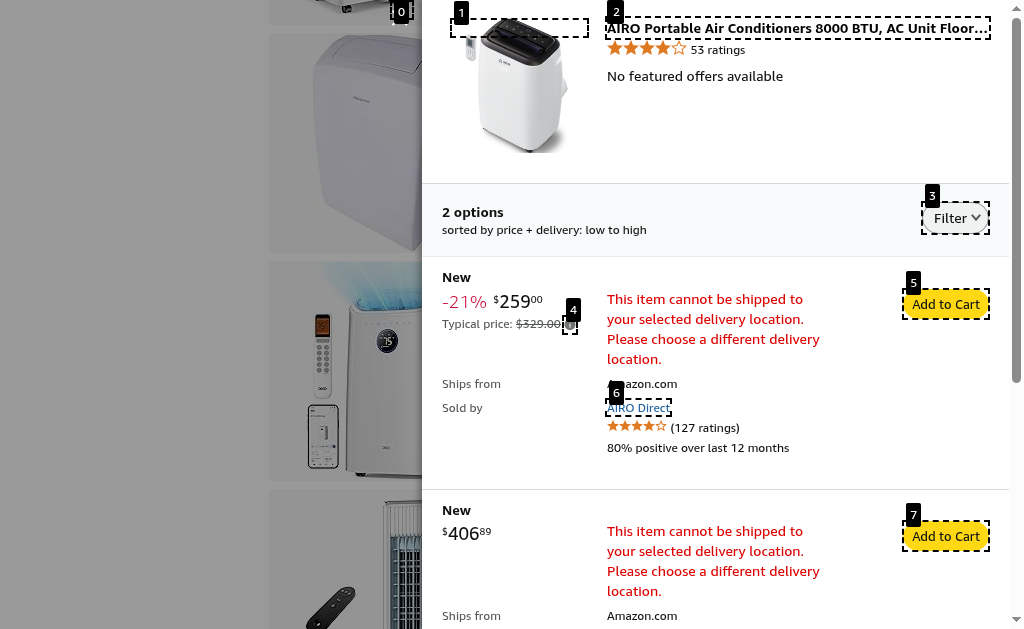 0
1
2
AIRO Portable Air Conditioners 8000 BTU, AC Unit Floor...
53 ratings
No featured offers available
3
2 options
sorted by price + delivery: low to high
Filter
New
-21% $259.00
4
Typical price: $329.00
This item cannot be shipped to
your selected delivery location.
Please choose a different delivery
location.
5
Add to Cart
Ships from
Amazon.com
6
Sold by
AIRO Direct
(127 ratings)
80% positive over last 12 months
New
$406.89
This item cannot be shipped to
your selected delivery location.
Please choose a different delivery
location.
7
Add to Cart
Ships from
Amazon.com